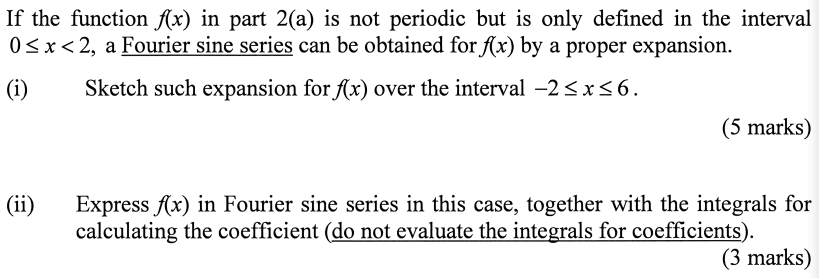 If the function f(x) in part 2(a) is not periodic but is only defined in the interval
0 ≤ x < 2, a Fourier sine series can be obtained for f(x) by a proper expansion.
(i) Sketch such expansion for f(x) over the interval −2 ≤ x ≤ 6.
(5 marks)
(ii) Express f(x) in Fourier sine series in this case, together with the integrals for
calculating the coefficient (do not evaluate the integrals for coefficients).
(3 marks)